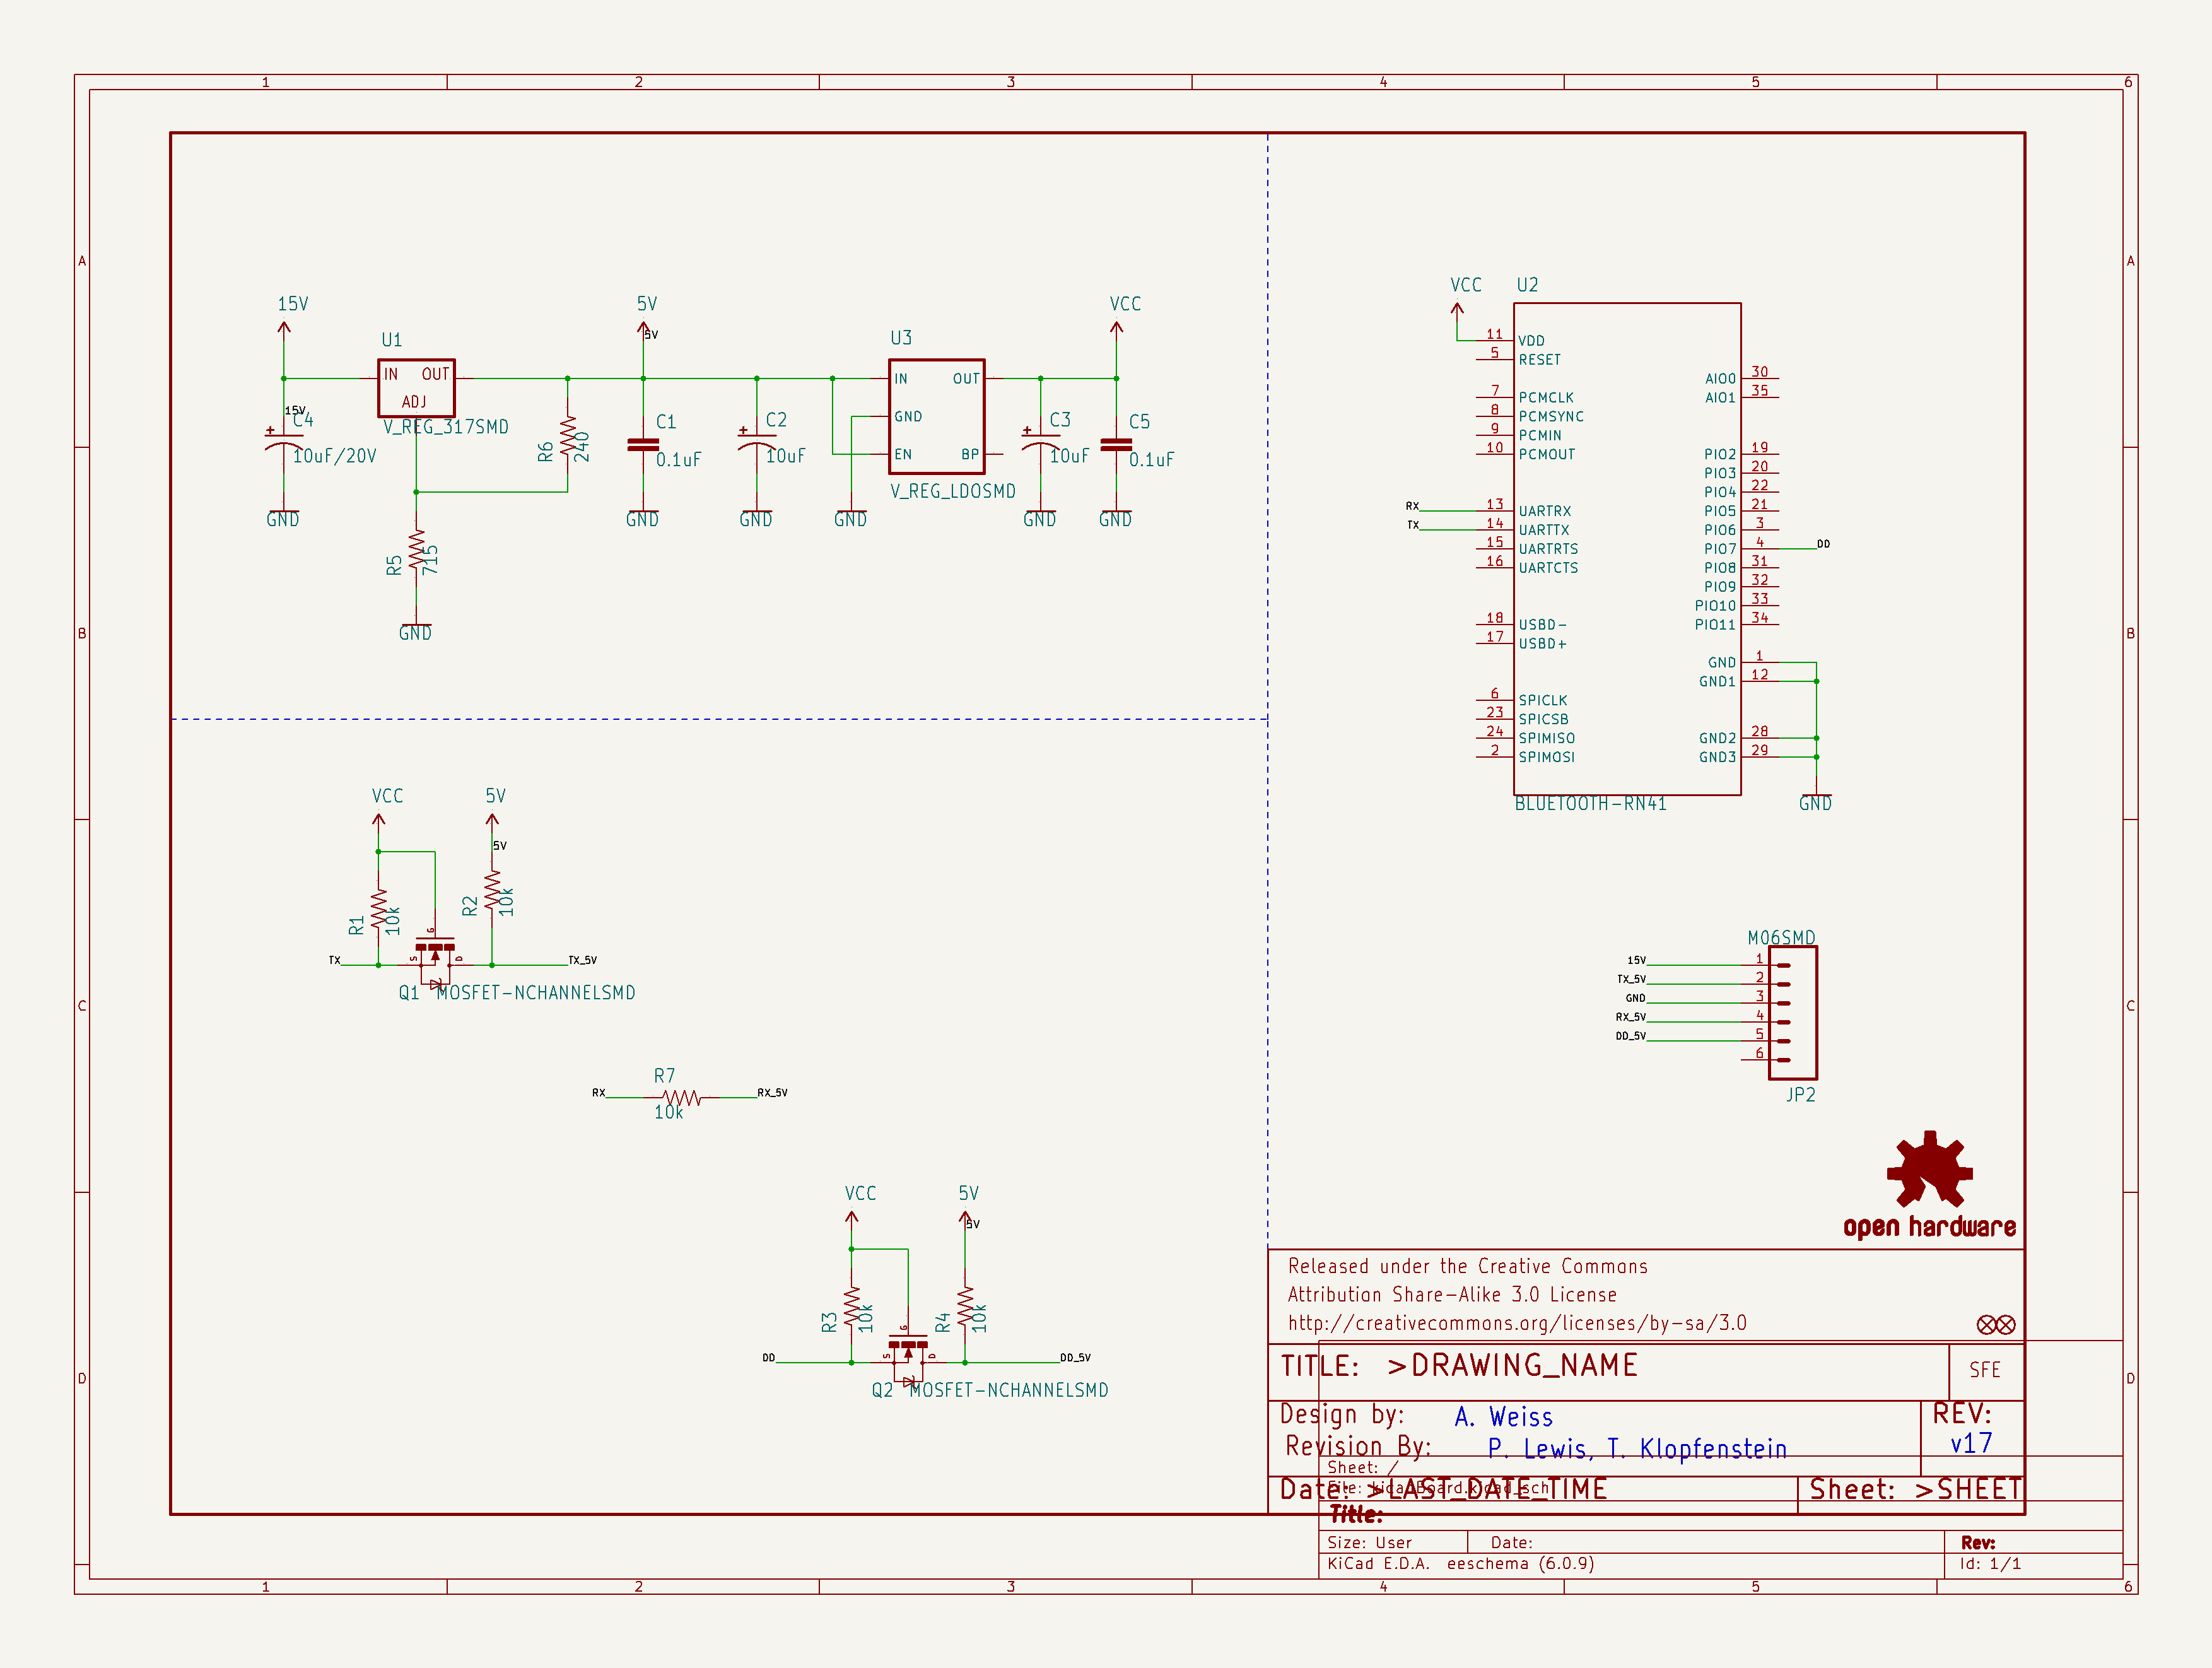 1 2 3 4 5 6
A A
B B
C C
D D
15V
5V
VCC
U1
IN OUT
ADJ
V_REG_317SMD
15V
C4
10uF/20V
GND
R6
240
R5
715
GND
5V
C1
0.1uF
GND
C2
10uF
GND
U3
IN OUT
GND
EN BP
V_REG_LDOSMD
GND
C3
10uF
GND
C5
0.1uF
GND
VCC
U2
11 VDD
5 RESET
7 PCMCLK
8 PCMSYNC
9 PCMIN
10 PCMOUT
RX 13 UARTRX
TX 14 UARTTX
15 UARTRTS
16 UARTCTS
18 USBD-
17 USBD+
6 SPICLK
23 SPICSB
24 SPIMISO
2 SPIMOSI
AIO0 30
AIO1 35
PIO2 19
PIO3 20
PIO4 22
PIO5 21
PIO6 3
PIO7 4 DD
PIO8 31
PIO9 32
PIO10 33
PIO11 34
GND 1
GND1 12
GND2 28
GND3 29
BLUETOOTH-RN41
GND
VCC
5V
5V
R1
10k
R2
10k
G
S D
TX
TX_5V
Q1 MOSFET-NCHANNELSMD
R7
RX RX_5V
10k
VCC
5V
5V
R3
10k
R4
10k
G
S D
DD
DD_5V
Q2 MOSFET-NCHANNELSMD
M06SMD
15V 1
TX_5V 2
GND 3
RX_5V 4
DD_5V 5
6
JP2
open hardware
Released under the Creative Commons
Attribution Share-Alike 3.0 License
http://creativecommons.org/licenses/by-sa/3.0
TITLE: >DRAWING_NAME
SFE
Design by: A. Weiss
REV:
Revision By: P. Lewis, T. Klopfenstein
v17
Sheet: /
Date: >LAST_DATE_TIME
Sheet: >SHEET
File: kicadBoard.kicad_sch
Title:
Size: User Date: Rev:
KiCad E.D.A. eeschema (6.0.9) Id: 1/1
1 2 3 4 5 6